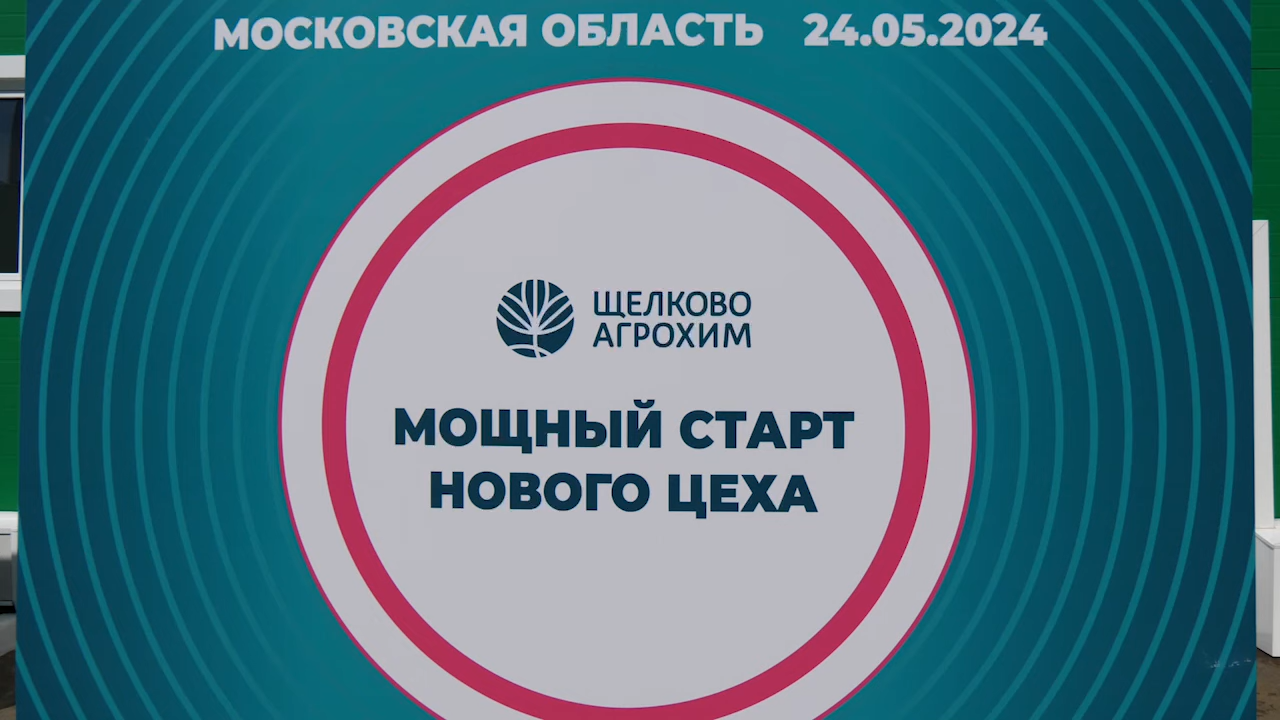 МОСКОВСКАЯ ОБЛАСТЬ 24.05.2024
ЩЕЛКОВО
АГРОХИМ
МОЩНЫЙ СТАРТ
НОВОГО ЦЕХА